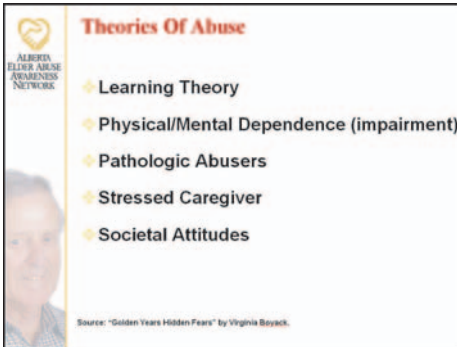 Theories Of Abuse
ALBERTA
ELDER ABUSE
AWARENESS
NETWORK
Learning Theory
Physical/Mental Dependence (impairment)
Pathologic Abusers
Stressed Caregiver
Societal Attitudes
Source: "Golden Years Hidden Fears" by Virginia Boyack.